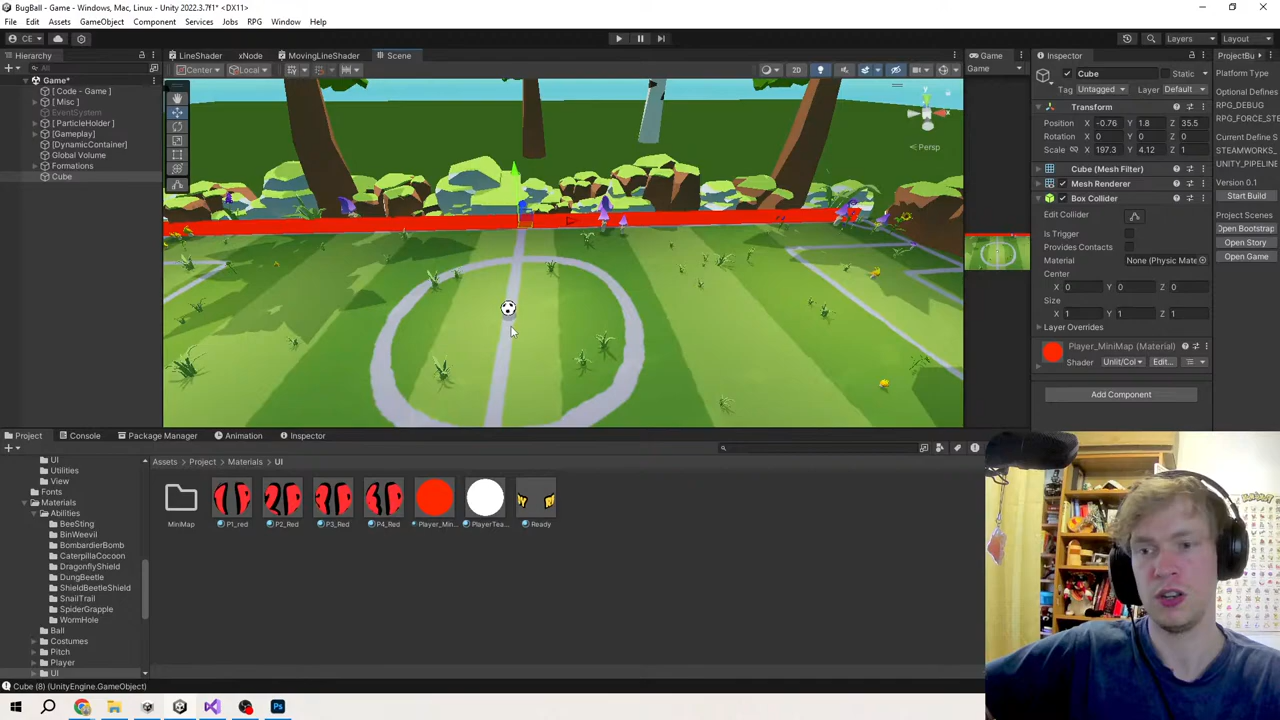 BugBall - Game - Windows, Mac, Linux - Unity 2022.3.7f1* <DX11>
File Edit Assets GameObject Component Services Jobs RPG Window Help
CE Layers Layout
Hierarchy LineShader xNode MovingLineShader Scene Game Inspector ProjectBu
All Center Local 2D Game Cube Static Platform Type
Game*
[ Code - Game ]
[ Misc ]
EventSystem
[ ParticleHolder ]
[Gameplay]
[DynamicContainer]
Global Volume
Formations
Cube
Persp
Tag Untagged Layer Default
Transform
Position X -0.76 Y 1.8 Z 35.5
Rotation X 0 Y 0 Z 0
Scale X 197.3 Y 4.12 Z 1
Cube (Mesh Filter)
Mesh Renderer
Box Collider
Edit Collider
Is Trigger
Provides Contacts
Material None (Physic Mate
Center
X 0 Y 0 Z 0
Size
X 1 Y 1 Z 1
Layer Overrides
Player_MiniMap (Material)
Shader Unlit/Col Edit...
Add Component
Optional Defines
RPG_DEBUG
RPG_FORCE_STE
Current Define S
STEAMWORKS_
UNITY_PIPELINE
Version 0.1
Start Build
Project Scenes
Open Bootstrap
Open Story
Open Game
Project Console Package Manager Animation Inspector
Assets Project Materials UI
UI
Utilities
View
Fonts
Materials
Abilities
BeeSting
BinWeevil
BombardierBomb
CaterpillaCocoon
DragonflyShield
DungBeetle
ShieldBeetleShield
SnailTrail
SpiderGrapple
WormHole
Ball
Costumes
Pitch
Player
UI
MiniMap P1_red P2_Red P3_Red P4_Red Player_Min... PlayerTea... Ready
Cube (8) (UnityEngine.GameObject)
Ps